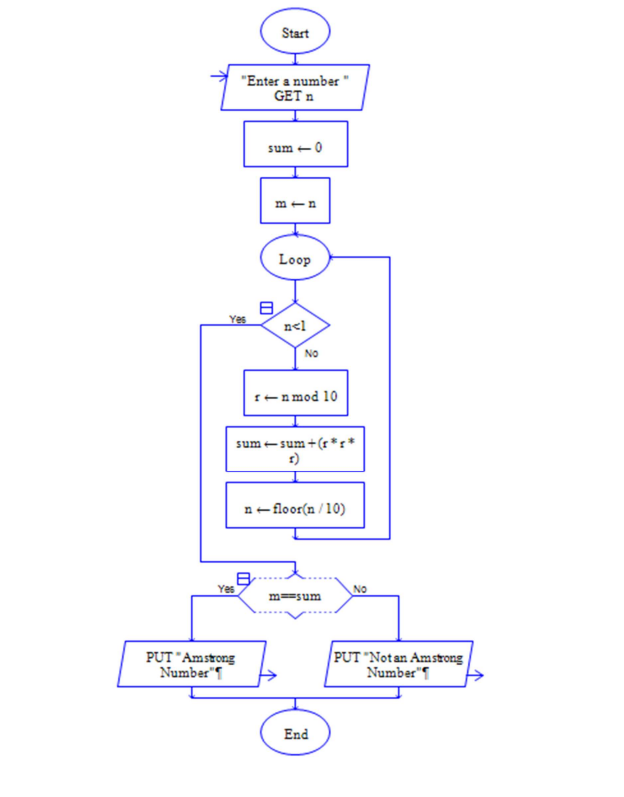 Start
"Enter a number "
GET n
sum ← 0
m ← n
Loop
n<1
Yes
No
r ← n mod 10
sum ← sum + (r * r *
r)
n ← floor(n / 10)
m==sum
Yes
No
PUT "Amstrong
Number"¶
PUT "Not an Amstrong
Number"¶
End